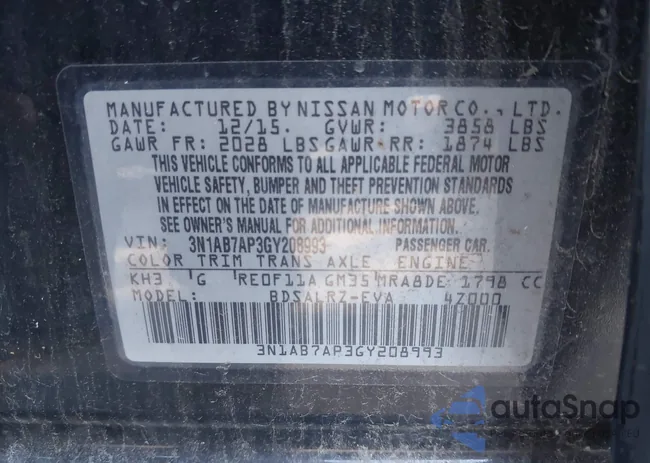 MANUFACTURED BY NISSAN MOTOR CO., LTD.
DATE: 12/15. GVWR: 3858 LBS
GAWR FR: 2028 LBS GAWR RR: 1874 LBS
THIS VEHICLE CONFORMS TO ALL APPLICABLE FEDERAL MOTOR
VEHICLE SAFETY, BUMPER AND THEFT PREVENTION STANDARDS
IN EFFECT ON THE DATE OF MANUFACTURE SHOWN ABOVE.
SEE OWNER'S MANUAL FOR ADDITIONAL INFORMATION.
VIN: 3N1AB7AP3GY208993 PASSENGER CAR.
COLOR TRIM TRANS AXLE ENGINE
KH3 G RE0F11A GM35 MRA8DE 1798 CC
MODEL: BDSALRZ-EVA 4Z000
3N1AB7AP3GY208993
autoSnap